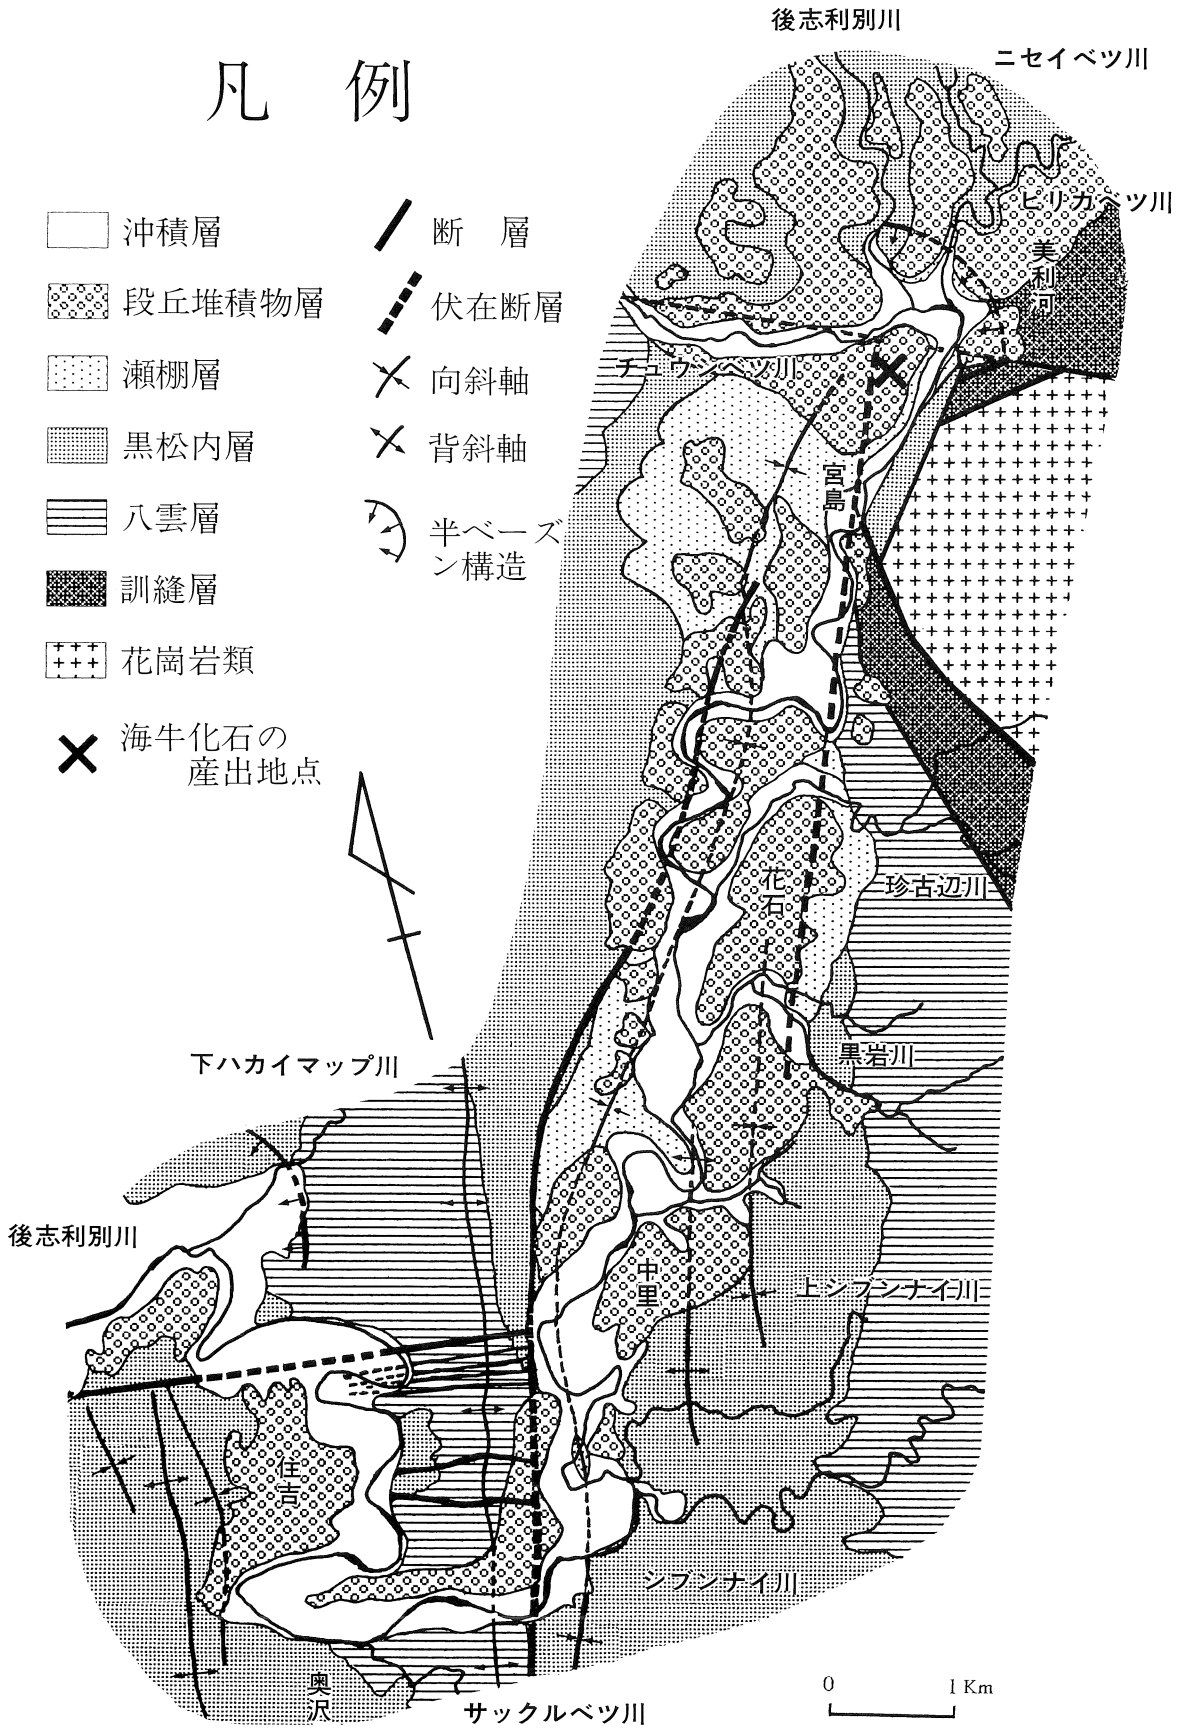 凡 例
沖積層
段丘堆積物層
瀬棚層
黒松内層
八雲層
訓縫層
花崗岩類
海牛化石の
産出地点
断 層
伏在断層
向斜軸
背斜軸
半ベーズ
ン構造
後志利別川
ニセイベツ川
ピリカベツ川
美利河
チュウシベツ川
宮島
花石
珍古辺川
黒岩川
下ハカイマップ川
後志利別川
中里
上シブンナイ川
住吉
シブンナイ川
奥沢
サックルベツ川
0 1 Km